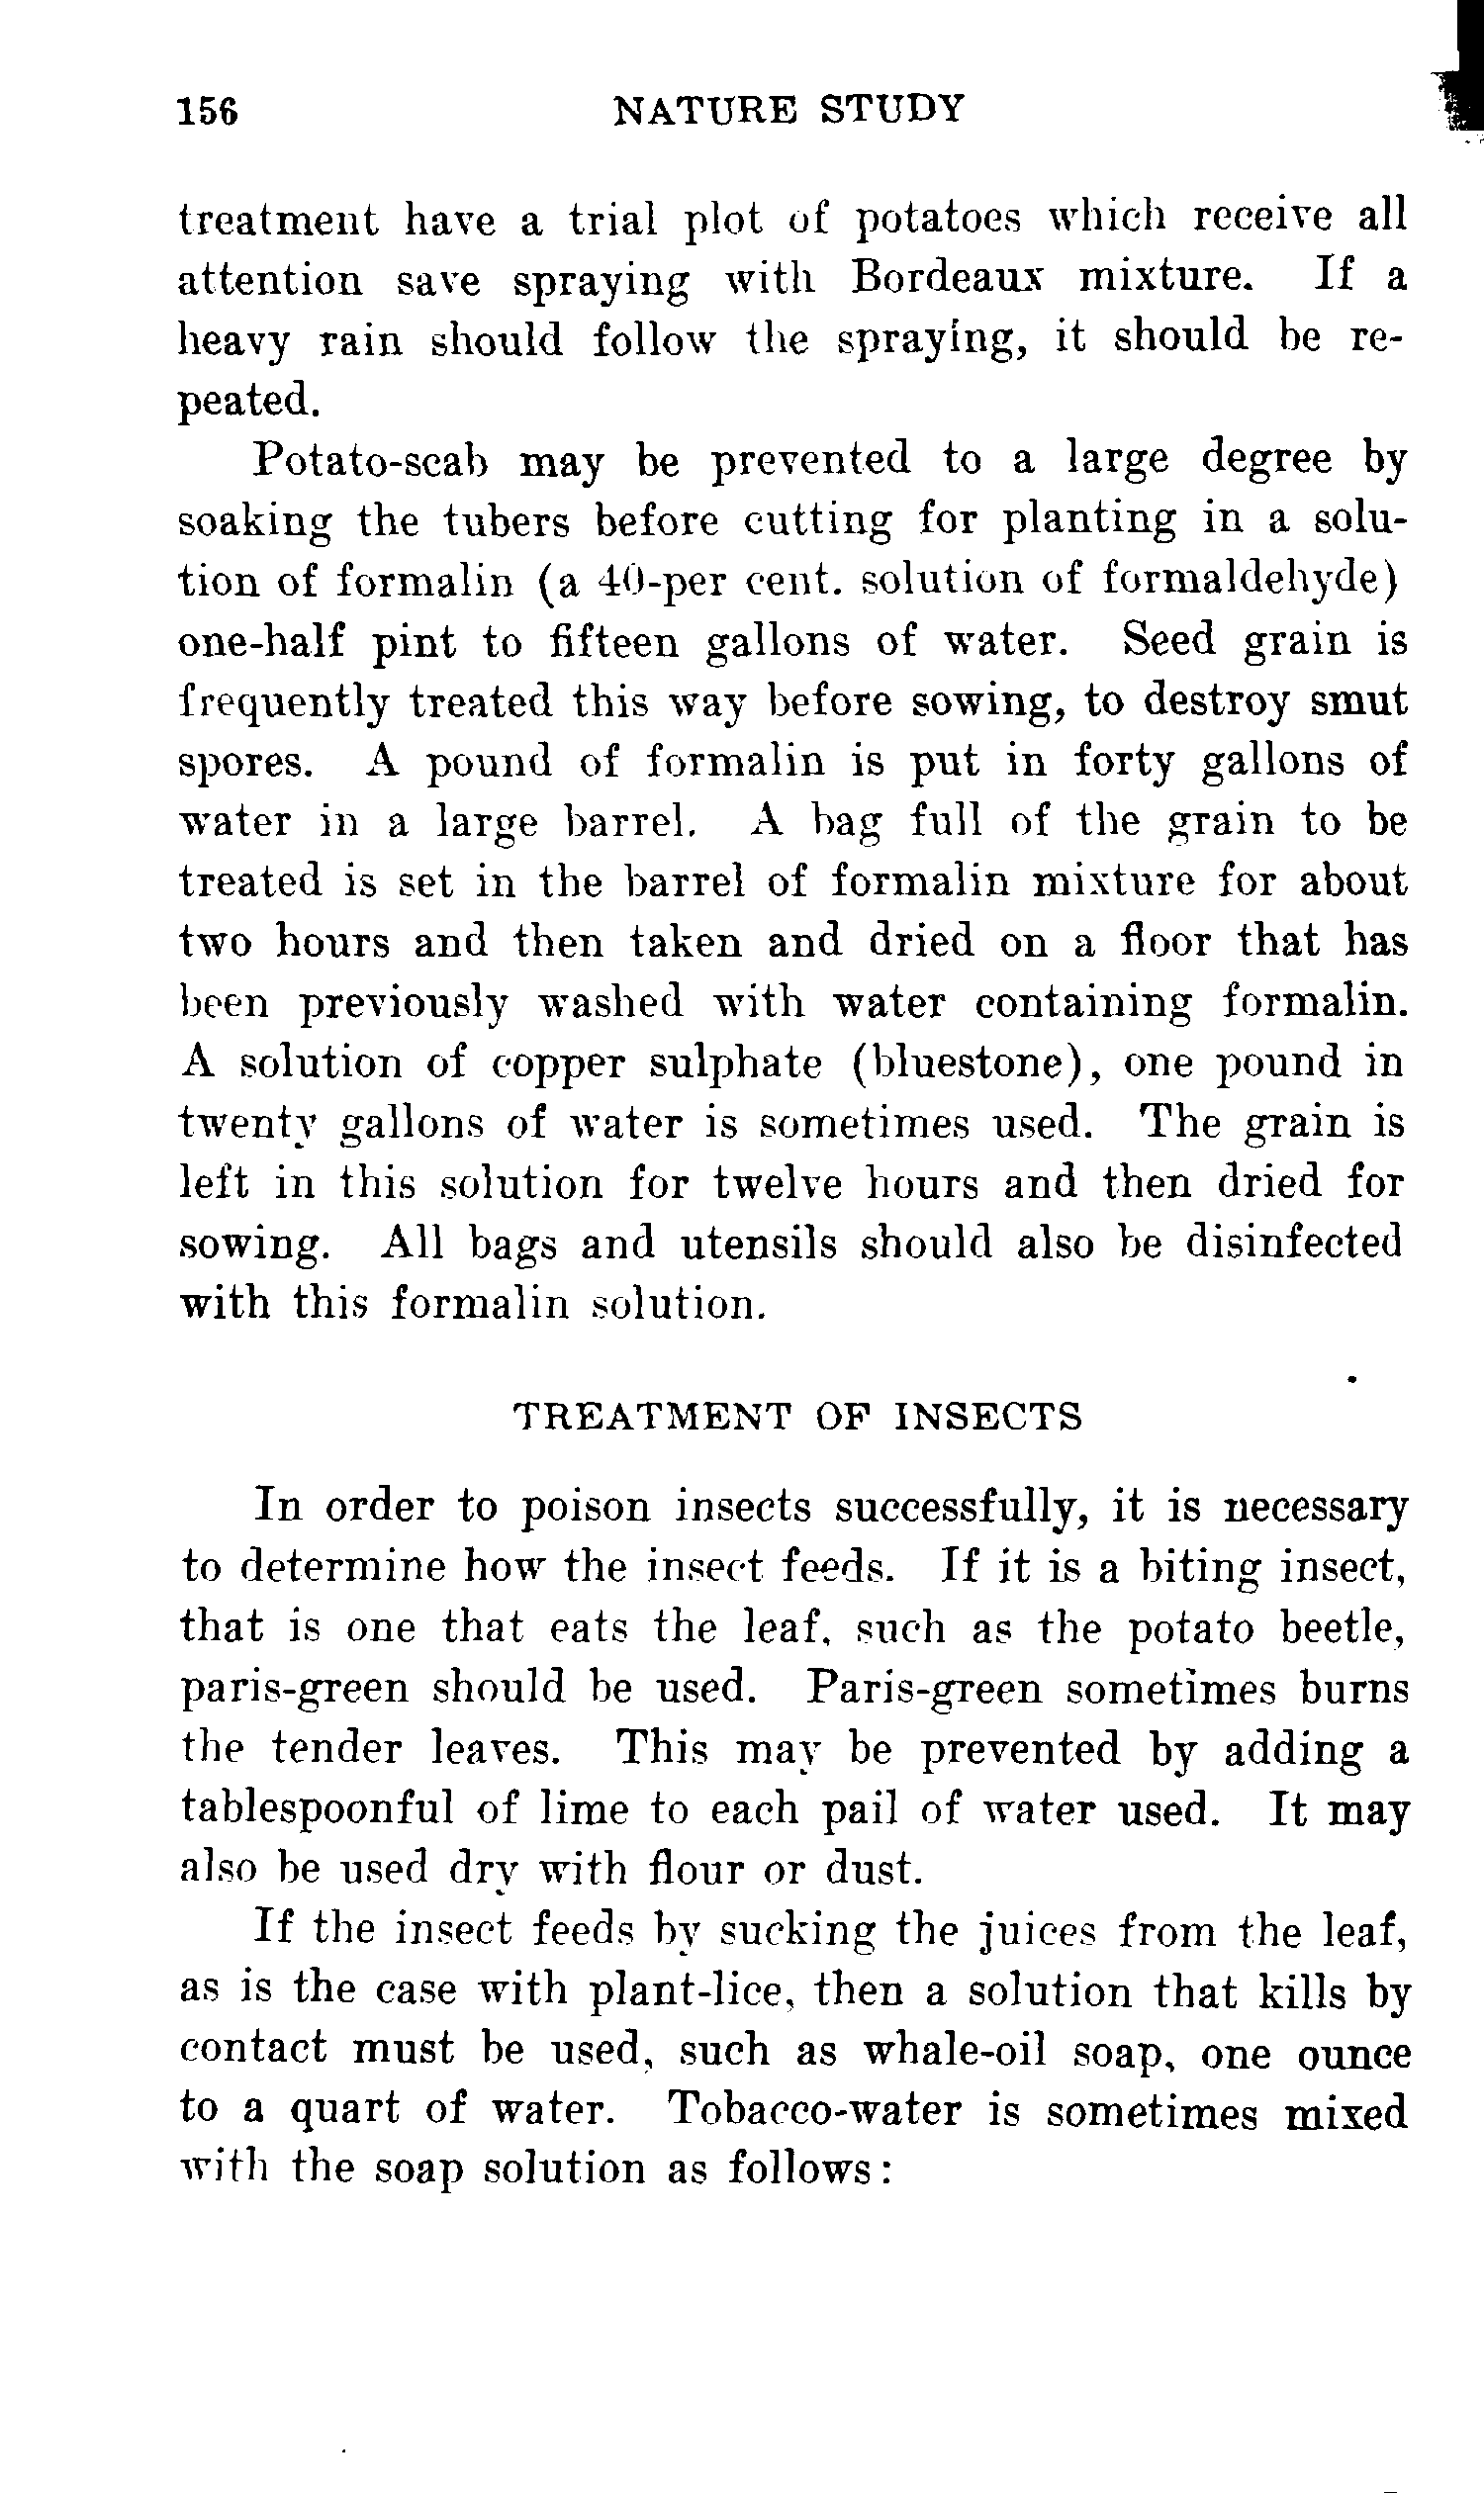 156 NATURE STUDY
treatment have a trial plot of potatoes which receive all
attention save spraying with Bordeaux mixture. If a
heavy rain should follow the spraying, it should be re-
peated.
Potato-scab may be prevented to a large degree by
soaking the tubers before cutting for planting in a solu-
tion of formalin (a 40-per cent. solution of formaldehyde)
one-half pint to fifteen gallons of water. Seed grain is
frequently treated this way before sowing, to destroy smut
spores. A pound of formalin is put in forty gallons of
water in a large barrel. A bag full of the grain to be
treated is set in the barrel of formalin mixture for about
two hours and then taken and dried on a floor that has
been previously washed with water containing formalin.
A solution of copper sulphate (bluestone), one pound in
twenty gallons of water is sometimes used. The grain is
left in this solution for twelve hours and then dried for
sowing. All bags and utensils should also be disinfected
with this formalin solution.
TREATMENT OF INSECTS
In order to poison insects successfully, it is necessary
to determine how the insect feeds. If it is a biting insect,
that is one that eats the leaf, such as the potato beetle,
paris-green should be used. Paris-green sometimes burns
the tender leaves. This may be prevented by adding a
tablespoonful of lime to each pail of water used. It may
also be used dry with flour or dust.
If the insect feeds by sucking the juices from the leaf,
as is the case with plant-lice, then a solution that kills by
contact must be used, such as whale-oil soap, one ounce
to a quart of water. Tobacco-water is sometimes mixed
with the soap solution as follows: